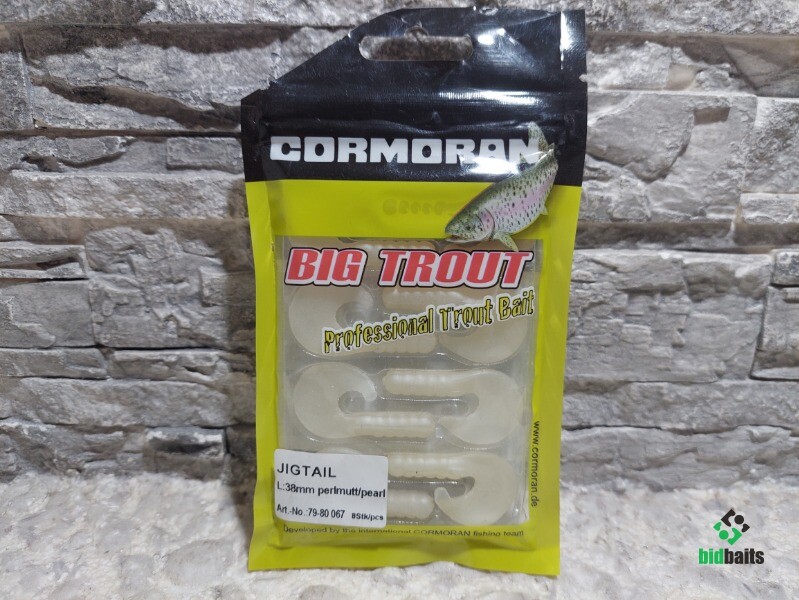 CORMORAN
BIG TROUT
Professional Trout Bait
JIGTAIL
L:38mm perlmutt/pearl
Art.-No.:79-80 067 8Stk/pcs
Developed by the international CORMORAN fishing team!
www.cormoran.de
bidbaits